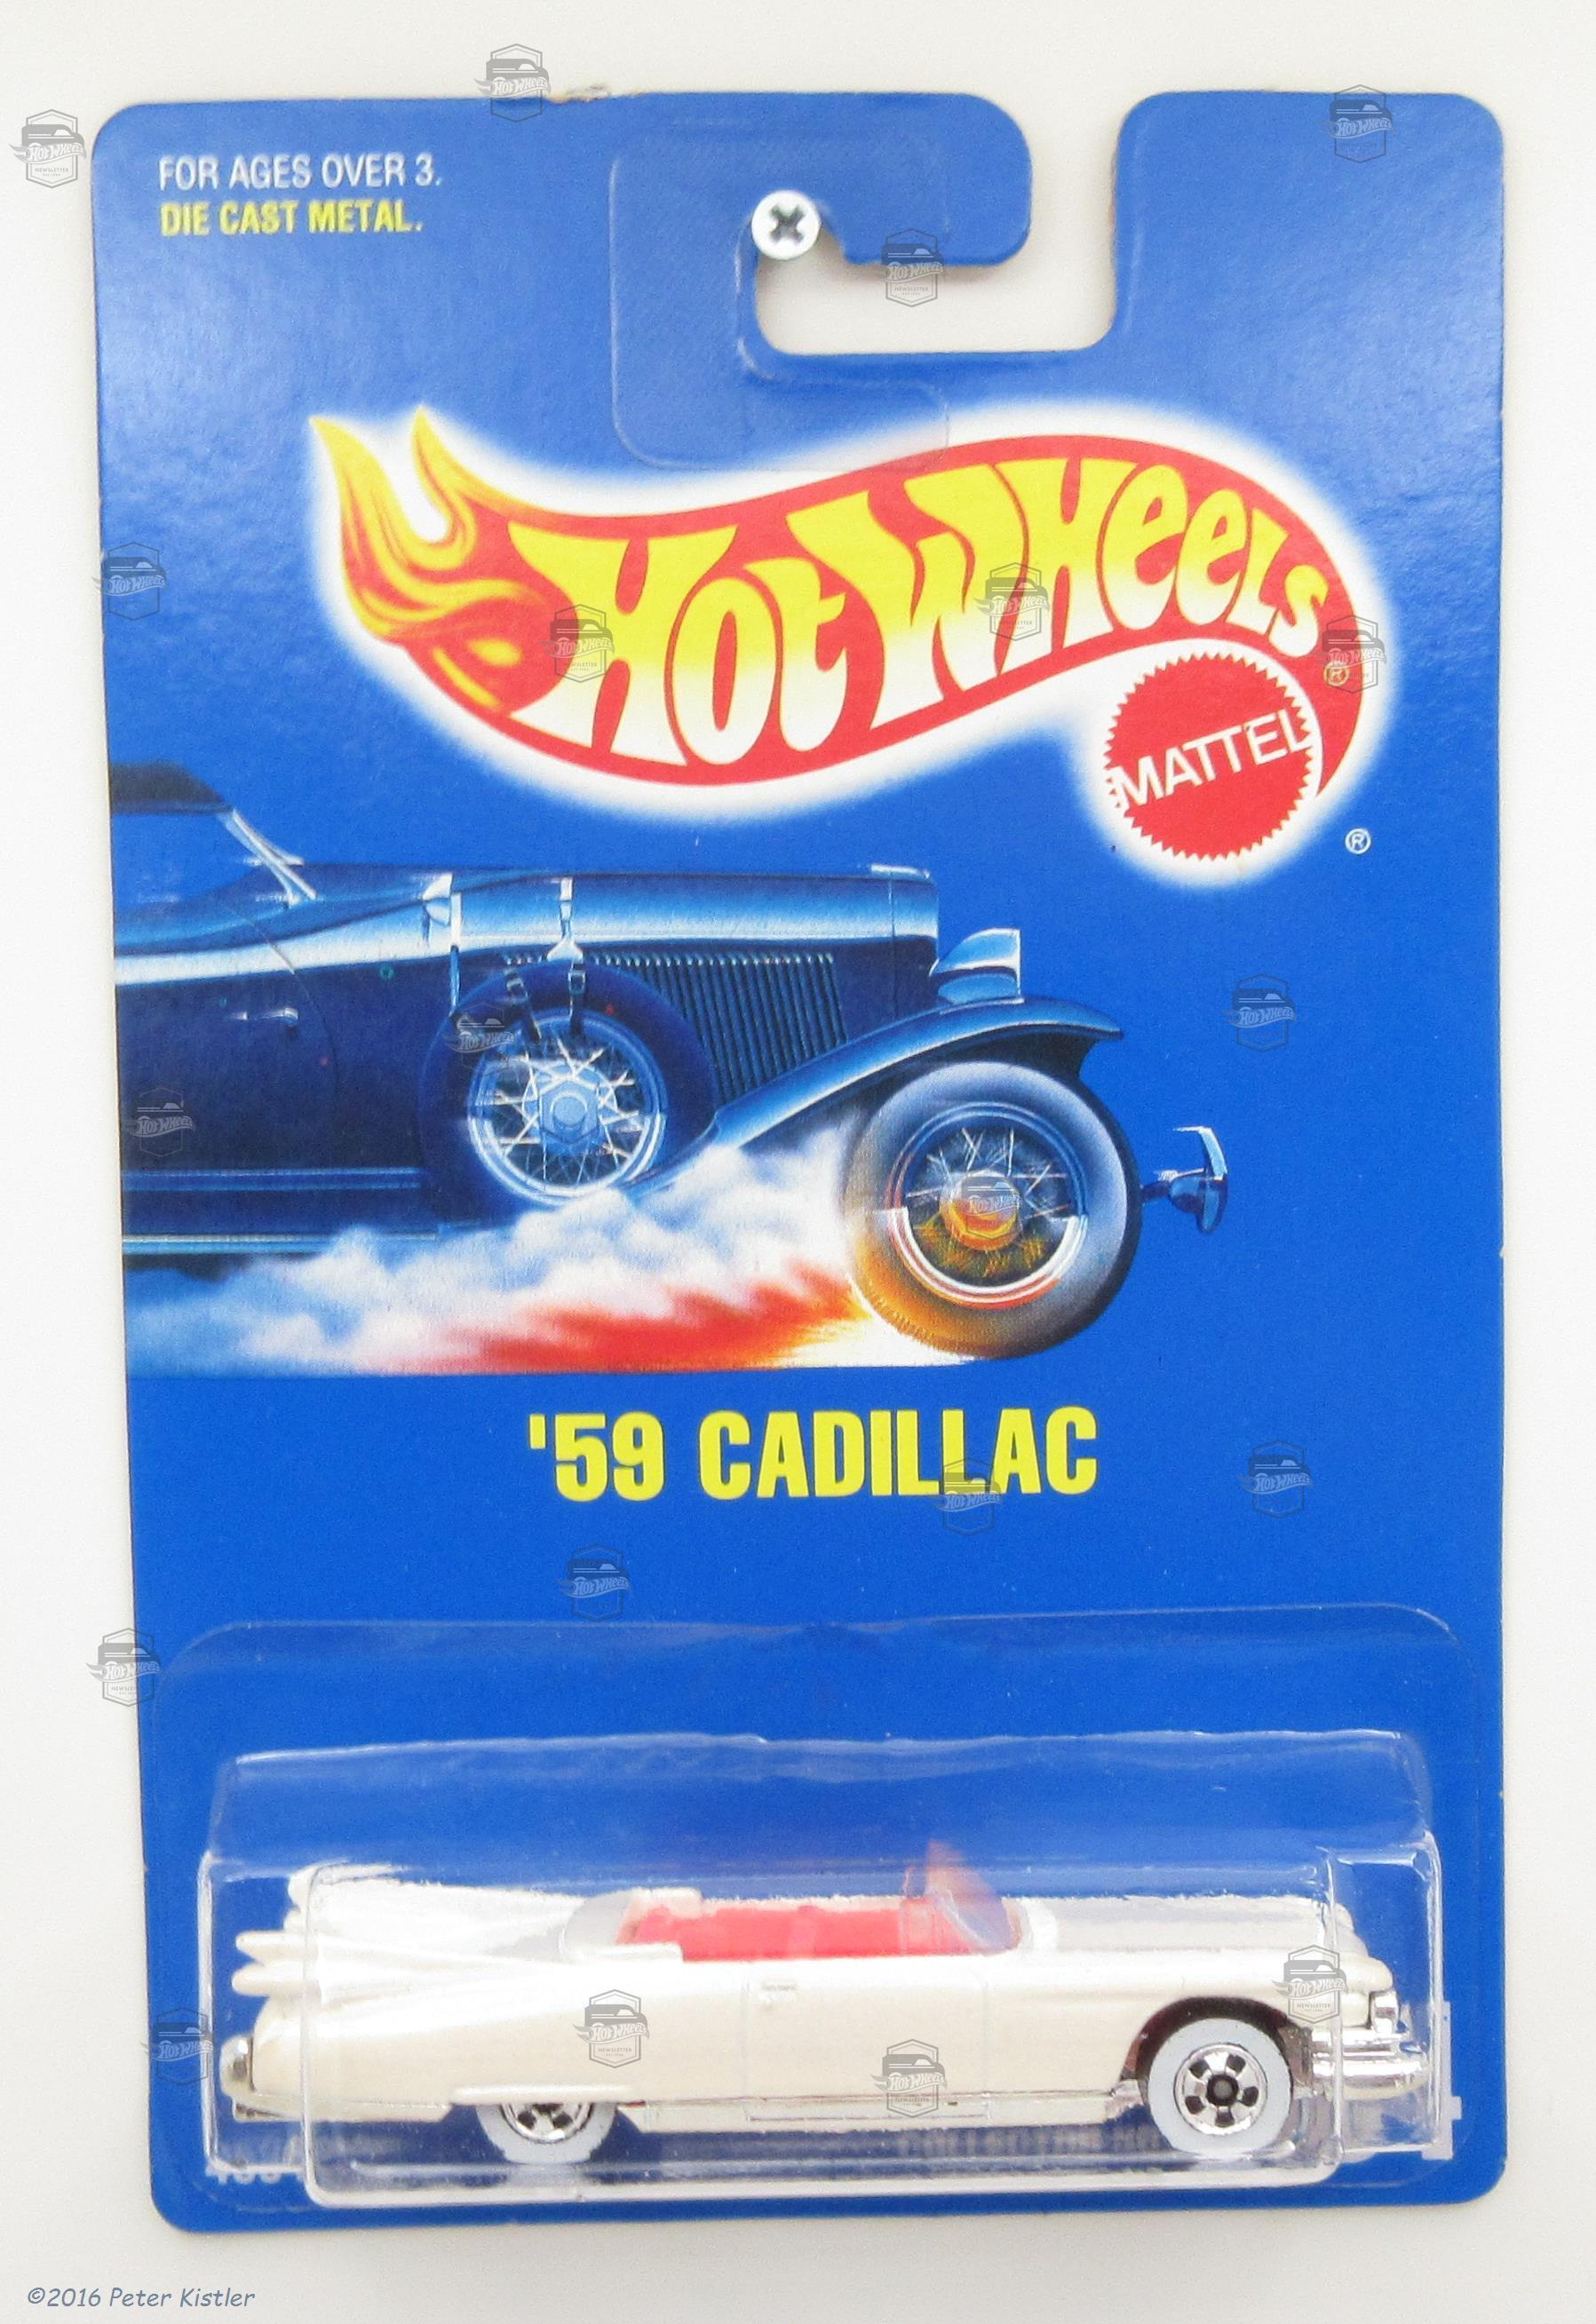 FOR AGES OVER 3.
DIE CAST METAL.
Hot Wheels ®
MATTEL
®
'59 CADILLAC
©2016 Peter Kistler